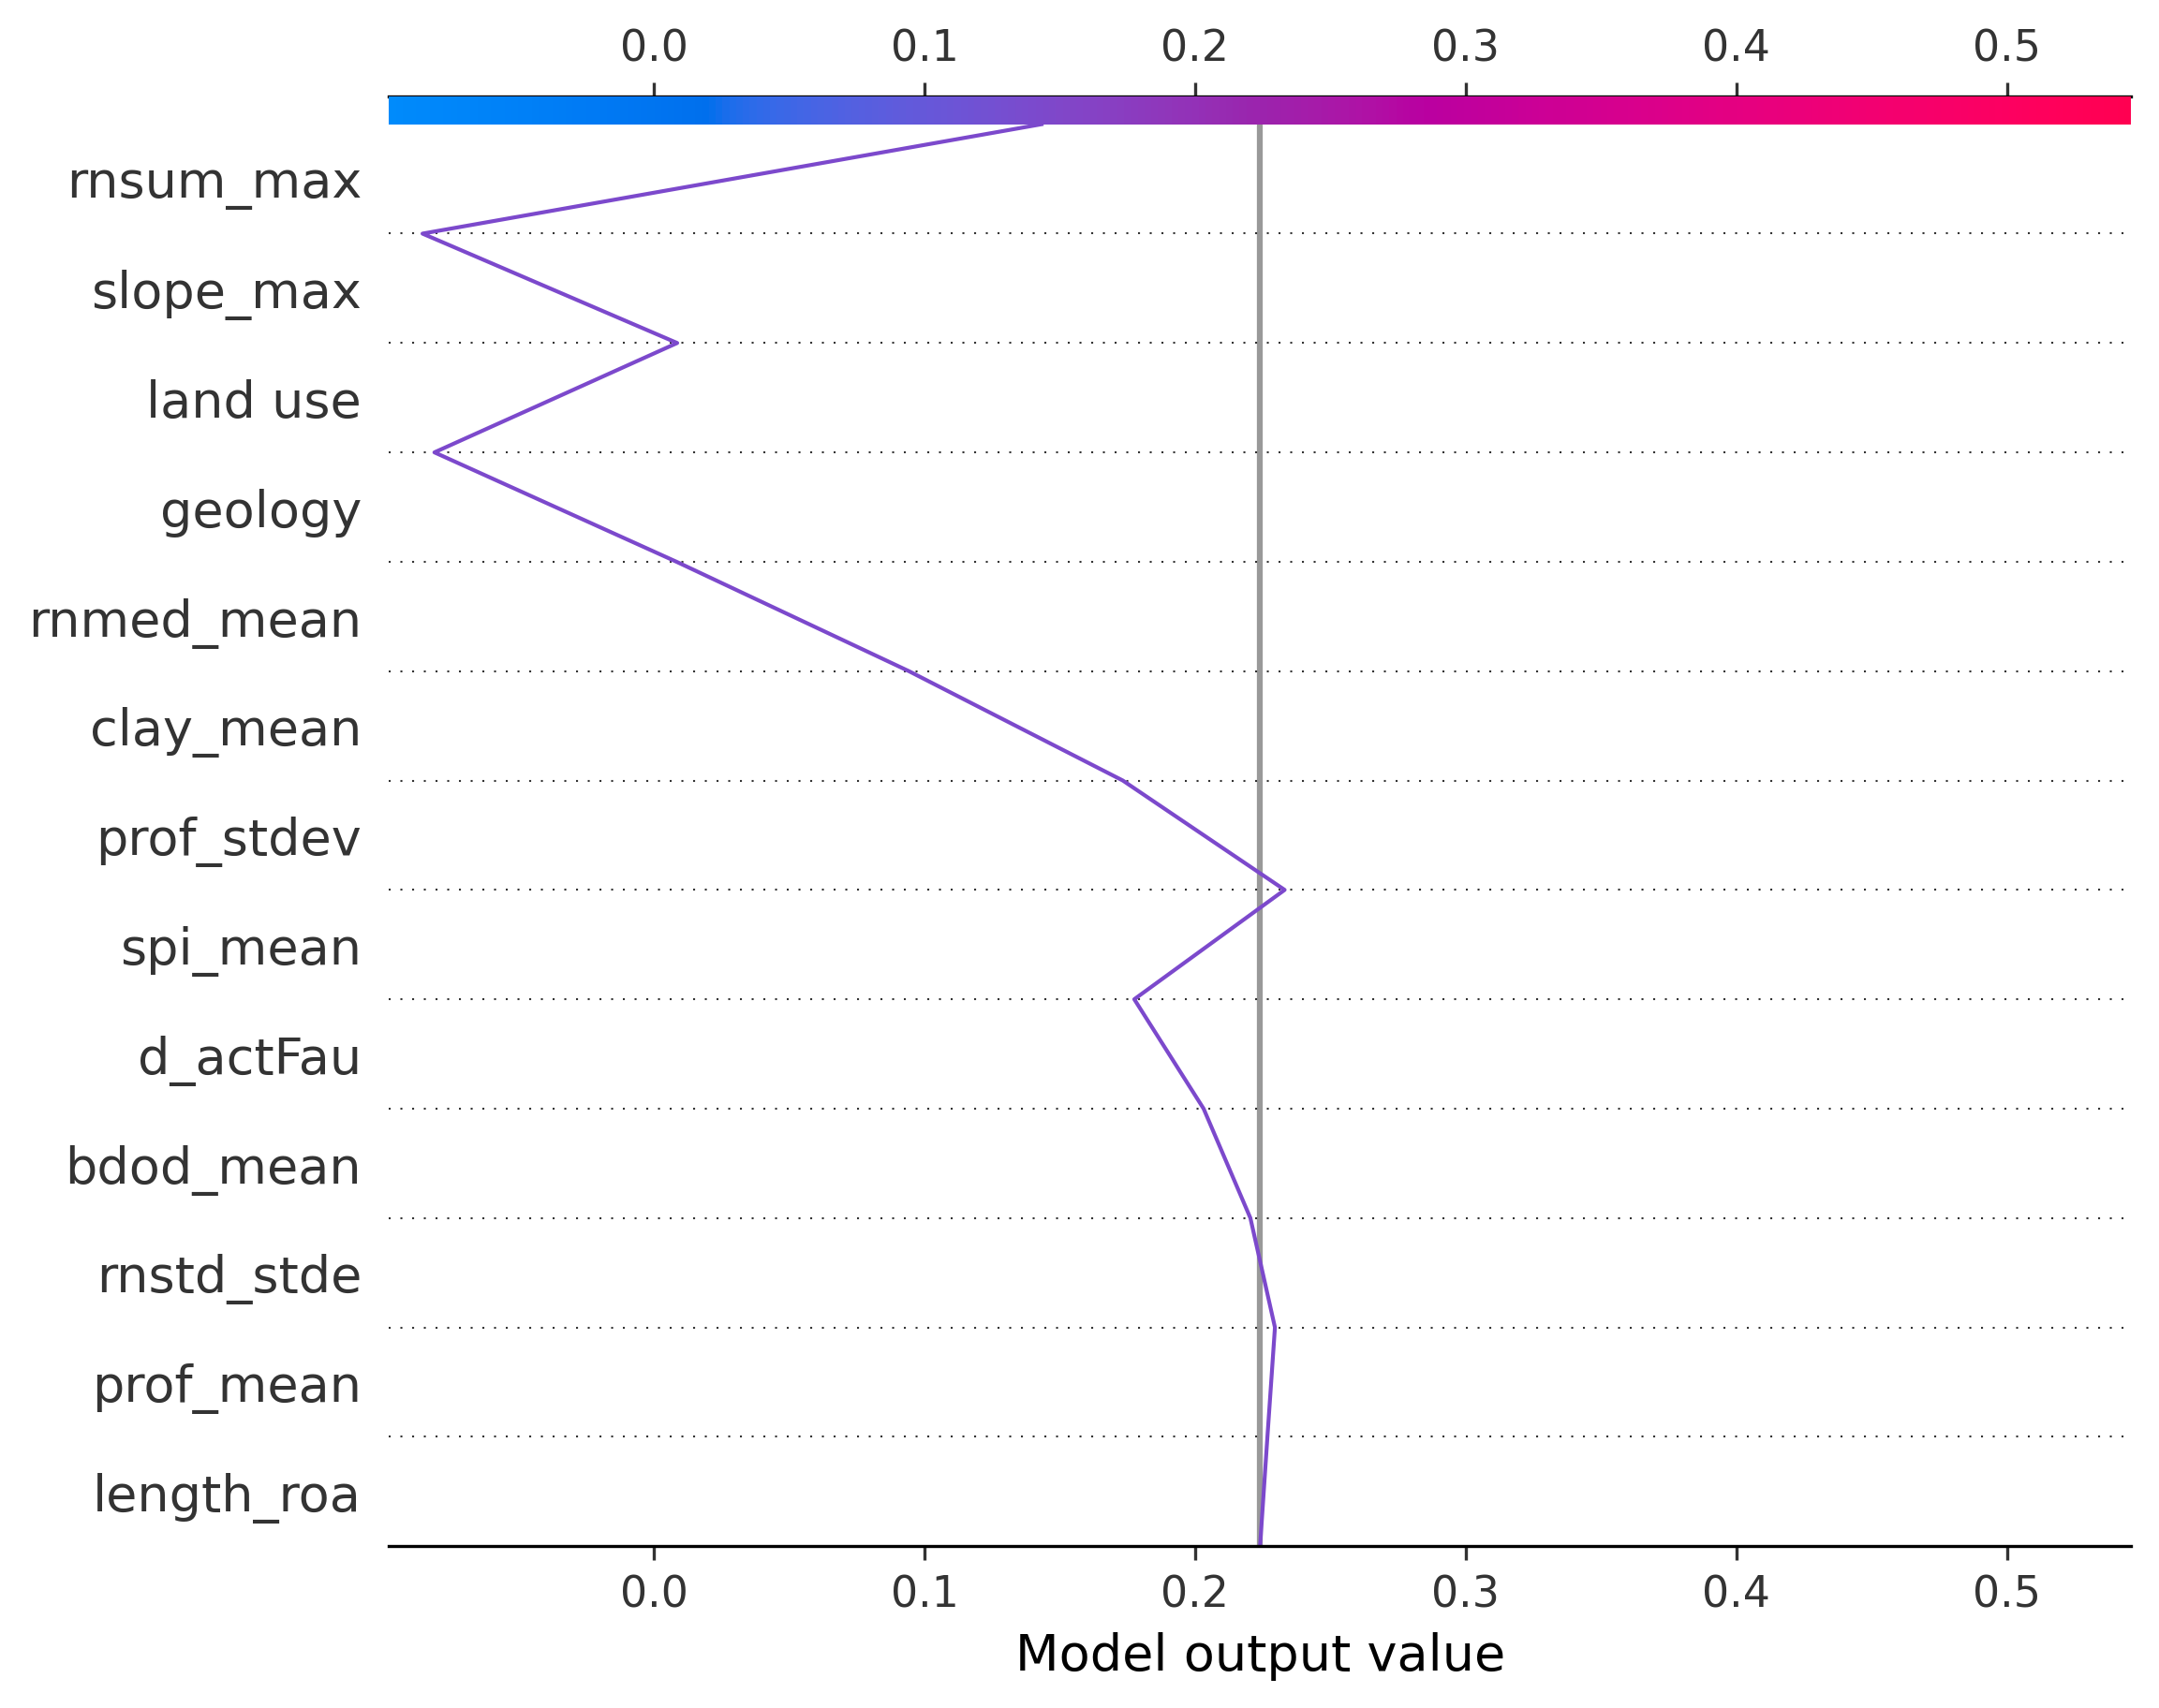 0.0 0.1 0.2 0.3 0.4 0.5
rnsum_max
slope_max
land use
geology
rnmed_mean
clay_mean
prof_stdev
spi_mean
d_actFau
bdod_mean
rnstd_stde
prof_mean
length_roa
0.0 0.1 0.2 0.3 0.4 0.5
Model output value